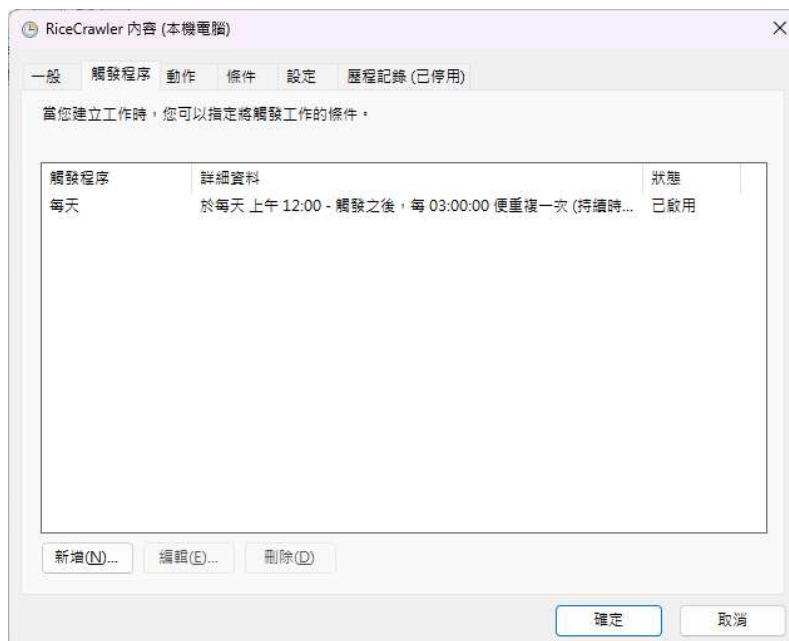 RiceCrawler 內容 (本機電腦)
一般 觸發程序 動作 條件 設定 歷程記錄 (已停用)
當您建立工作時，您可以指定將觸發工作的條件。
觸發程序 詳細資料 狀態
每天 於每天 上午 12:00 - 觸發之後，每 03:00:00 便重複一次 (持續時... 已啟用
新增(N)... 編輯(E)... 刪除(D)
確定 取消